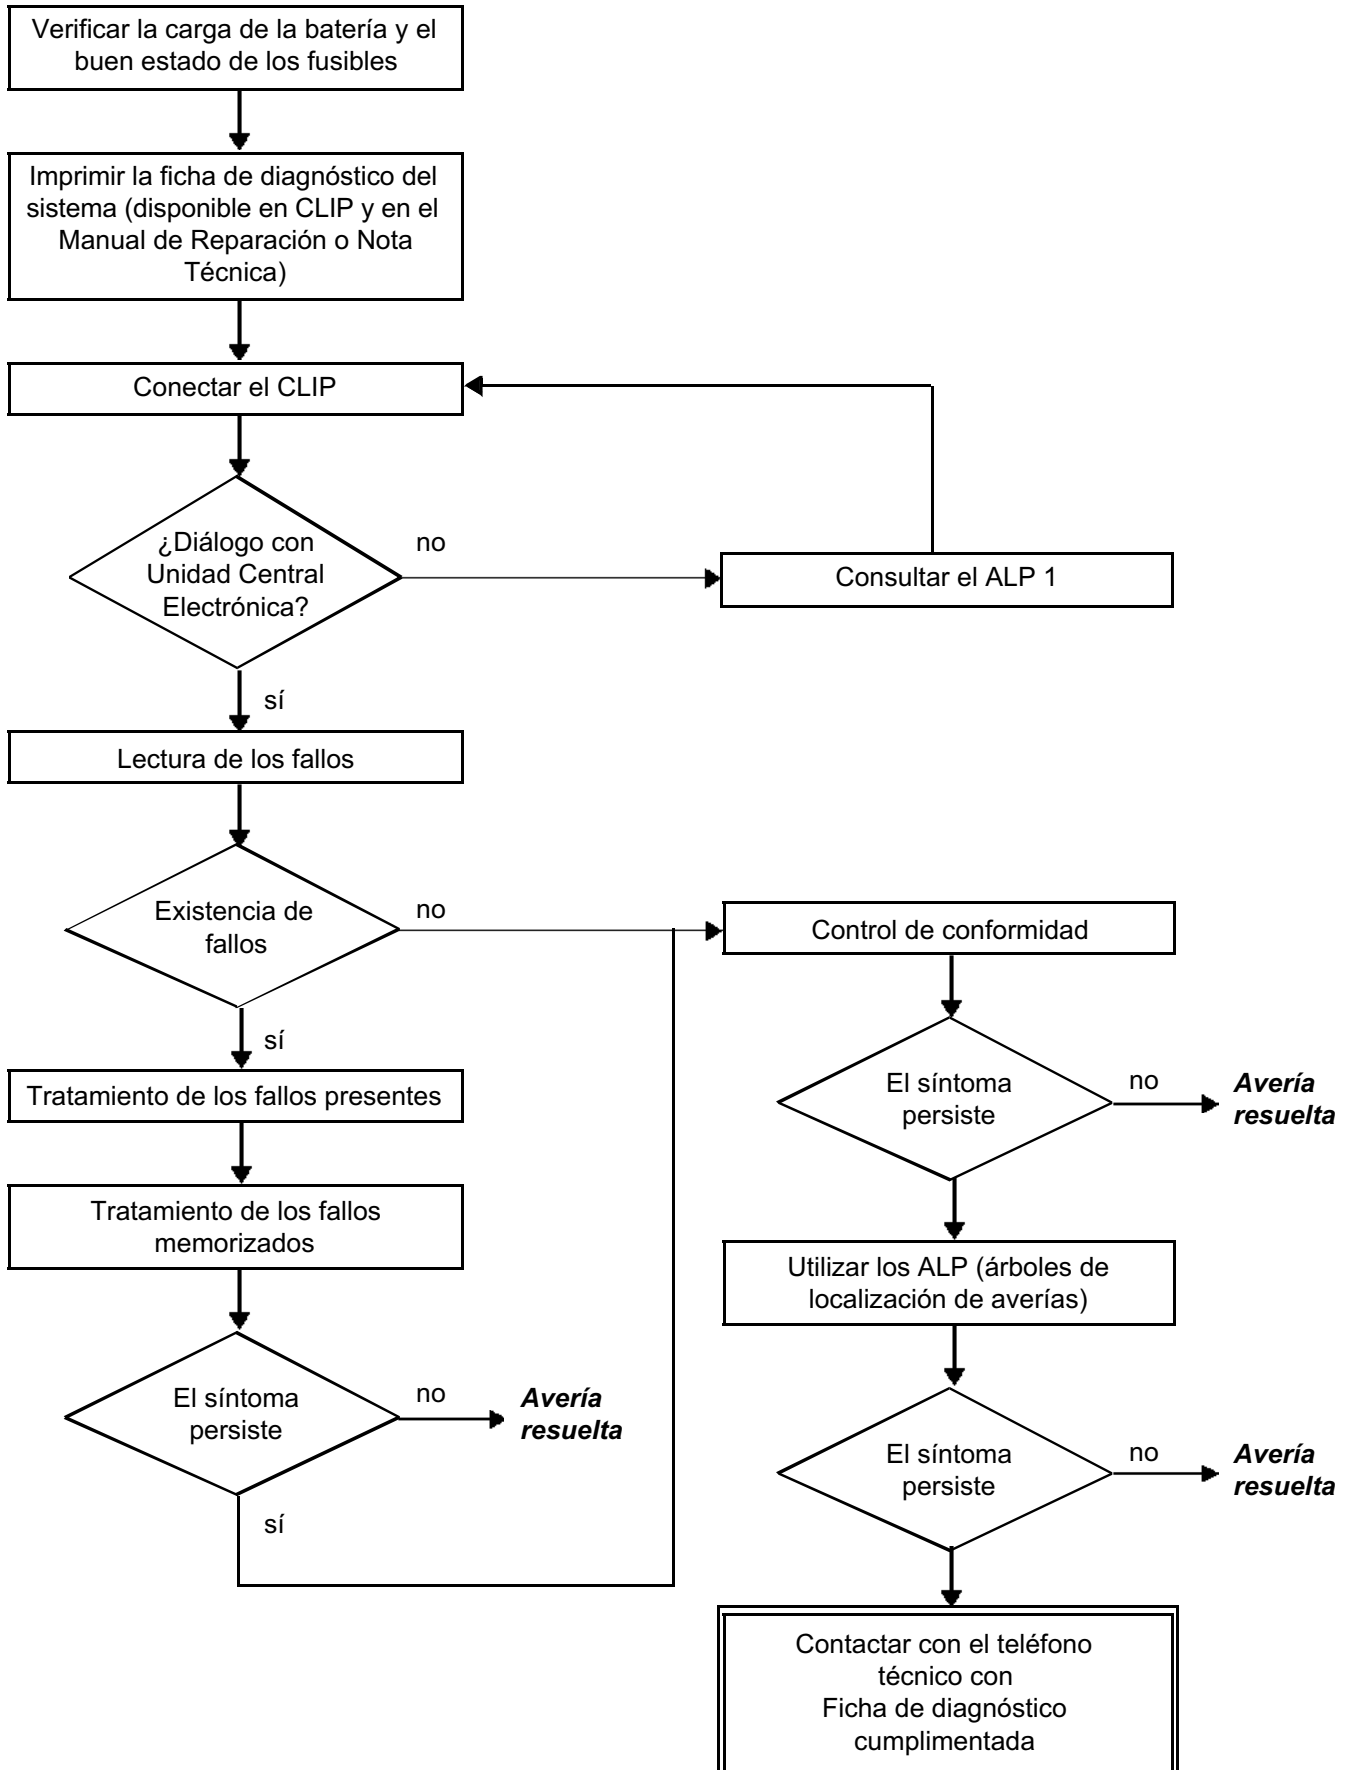 Verificar la carga de la batería y el
buen estado de los fusibles
Imprimir la ficha de diagnóstico del
sistema (disponible en CLIP y en el
Manual de Reparación o Nota
Técnica)
Conectar el CLIP
¿Diálogo con
Unidad Central
Electrónica?
no
Consultar el ALP 1
sí
Lectura de los fallos
Existencia de
fallos
no
Control de conformidad
sí
Tratamiento de los fallos presentes
El síntoma
persiste
no
Avería
resuelta
Tratamiento de los fallos
memorizados
Utilizar los ALP (árboles de
localización de averías)
El síntoma
persiste
no
Avería
resuelta
sí
El síntoma
persiste
no
Avería
resuelta
Contactar con el teléfono
técnico con
Ficha de diagnóstico
cumplimentada